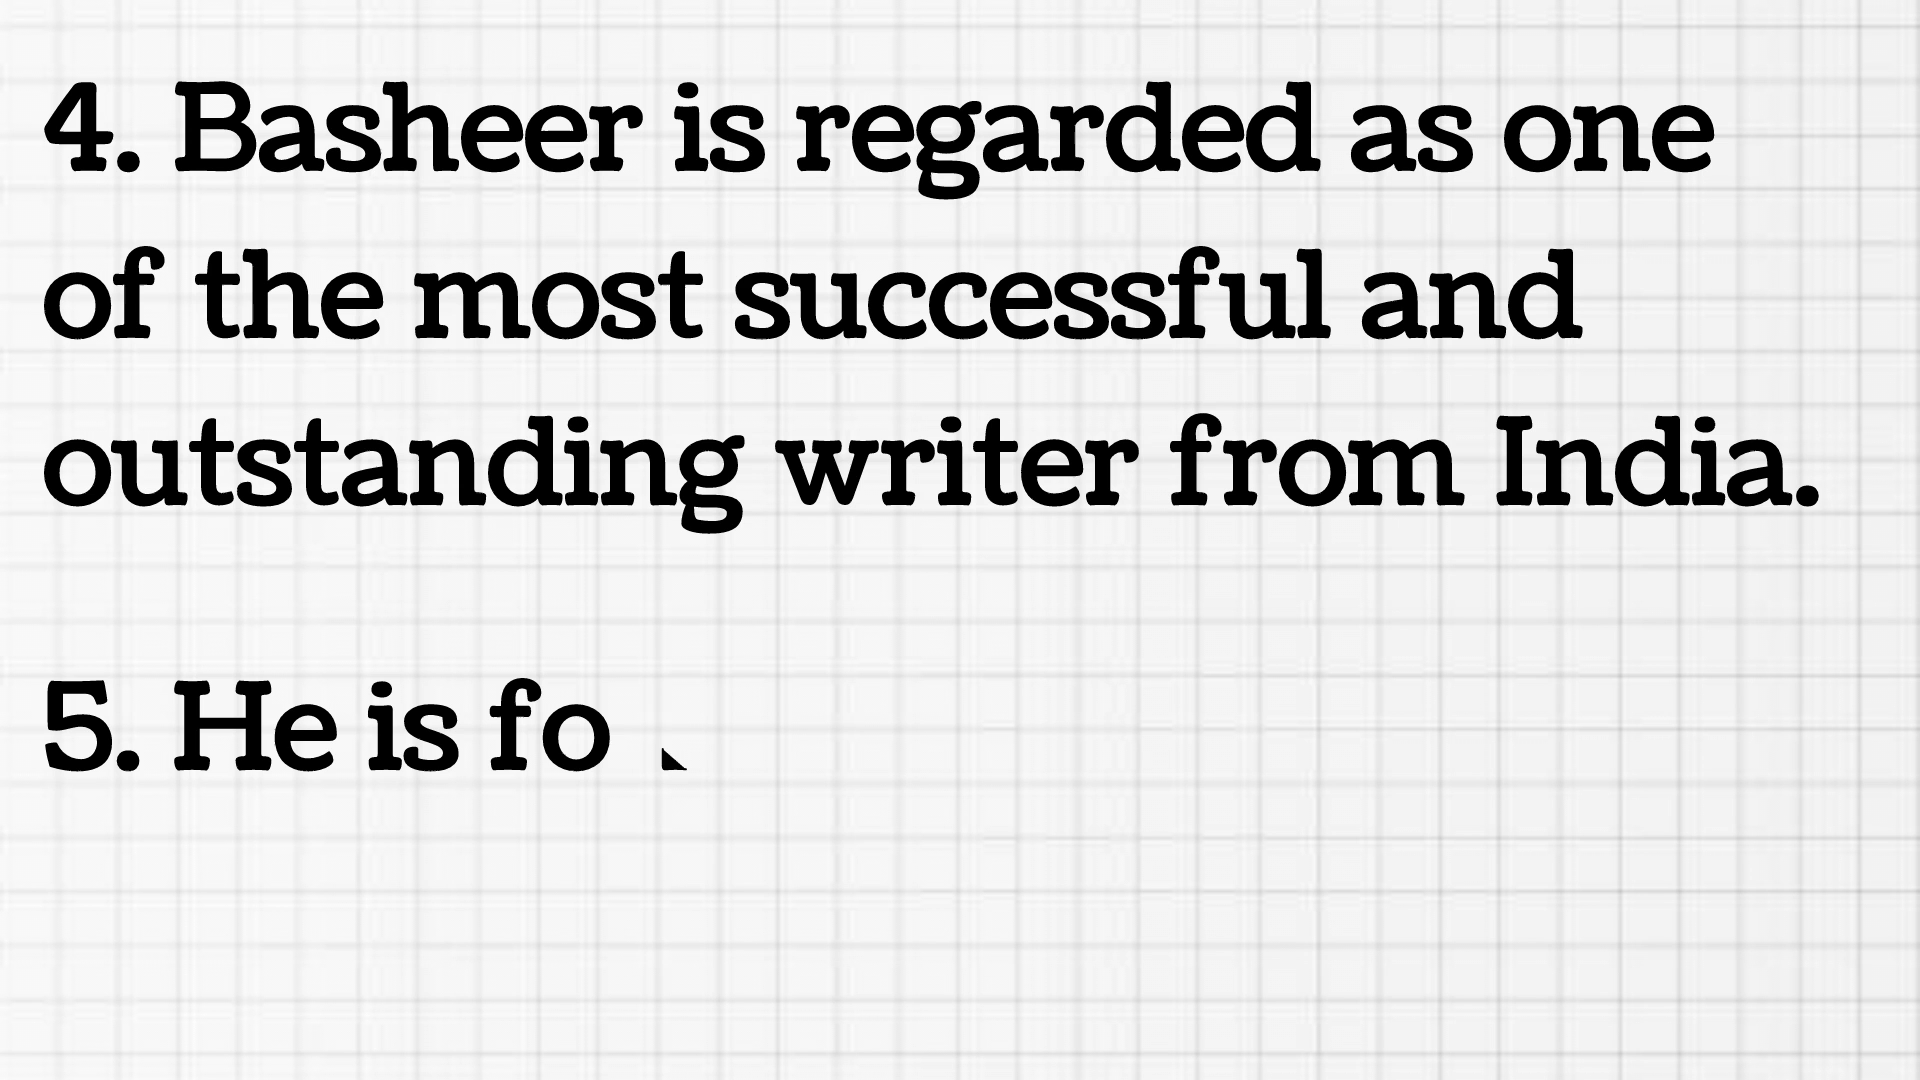 4. Basheer is regarded as one
of the most successful and
outstanding writer from India.
5. He is fo